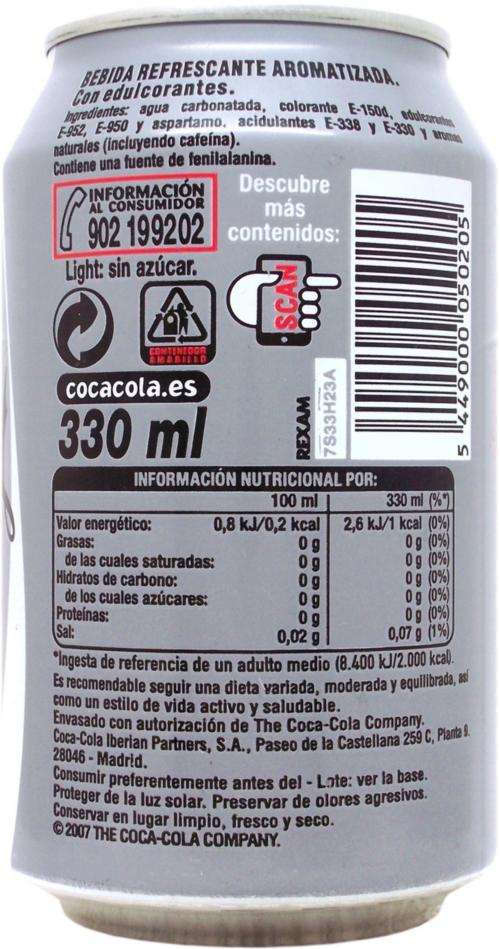 BEBIDA REFRESCANTE AROMATIZADA.
Con edulcorantes.
Ingredientes: agua carbonatada, colorante E-150d, edulcorantes
E-952, E-950 y aspartamo, acidulantes E-338 y E-330 y aromas
naturales (incluyendo cafeína).
Contiene una fuente de fenilalanina.
INFORMACIÓN
AL CONSUMIDOR
902 199202
Light: sin azúcar.
Descubre
más
contenidos:
SCAN
CONTENEDOR
AMARILLO
cocacola.es
330 ml
REXAM
7S33H23A
5 449000 050205
INFORMACIÓN NUTRICIONAL POR:
100 ml 330 ml (%*)
Valor energético: 0,8 kJ/0,2 kcal 2,6 kJ/1 kcal (0%)
Grasas: 0 g 0 g (0%)
de las cuales saturadas: 0 g 0 g (0%)
Hidratos de carbono: 0 g 0 g (0%)
de los cuales azúcares: 0 g 0 g (0%)
Proteínas: 0 g 0 g (0%)
Sal: 0,02 g 0,07 g (1%)
*Ingesta de referencia de un adulto medio (8.400 kJ/2.000 kcal).
Es recomendable seguir una dieta variada, moderada y equilibrada, así
como un estilo de vida activo y saludable.
Envasado con autorización de The Coca-Cola Company.
Coca-Cola Iberian Partners, S.A., Paseo de la Castellana 259 C, Planta 9.
28046 - Madrid.
Consumir preferentemente antes del - Lote: ver la base.
Proteger de la luz solar. Preservar de olores agresivos.
Conservar en lugar limpio, fresco y seco.
© 2007 THE COCA-COLA COMPANY.